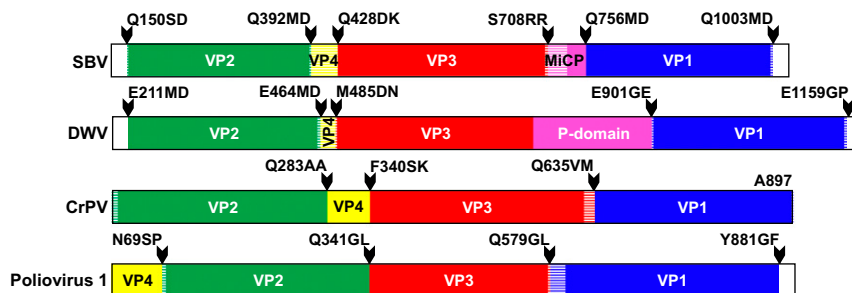 Q150SD Q392MD Q428DK S708RR Q756MD Q1003MD
SBV VP2 VP4 VP3 MiCP VP1
E211MD E464MD M485DN E901GE E1159GP
DWV VP2 VP4 VP3 P-domain VP1
Q283AA F340SK Q635VM A897
CrPV VP2 VP4 VP3 VP1
N69SP Q341GL Q579GL Y881GF
Poliovirus 1 VP4 VP2 VP3 VP1